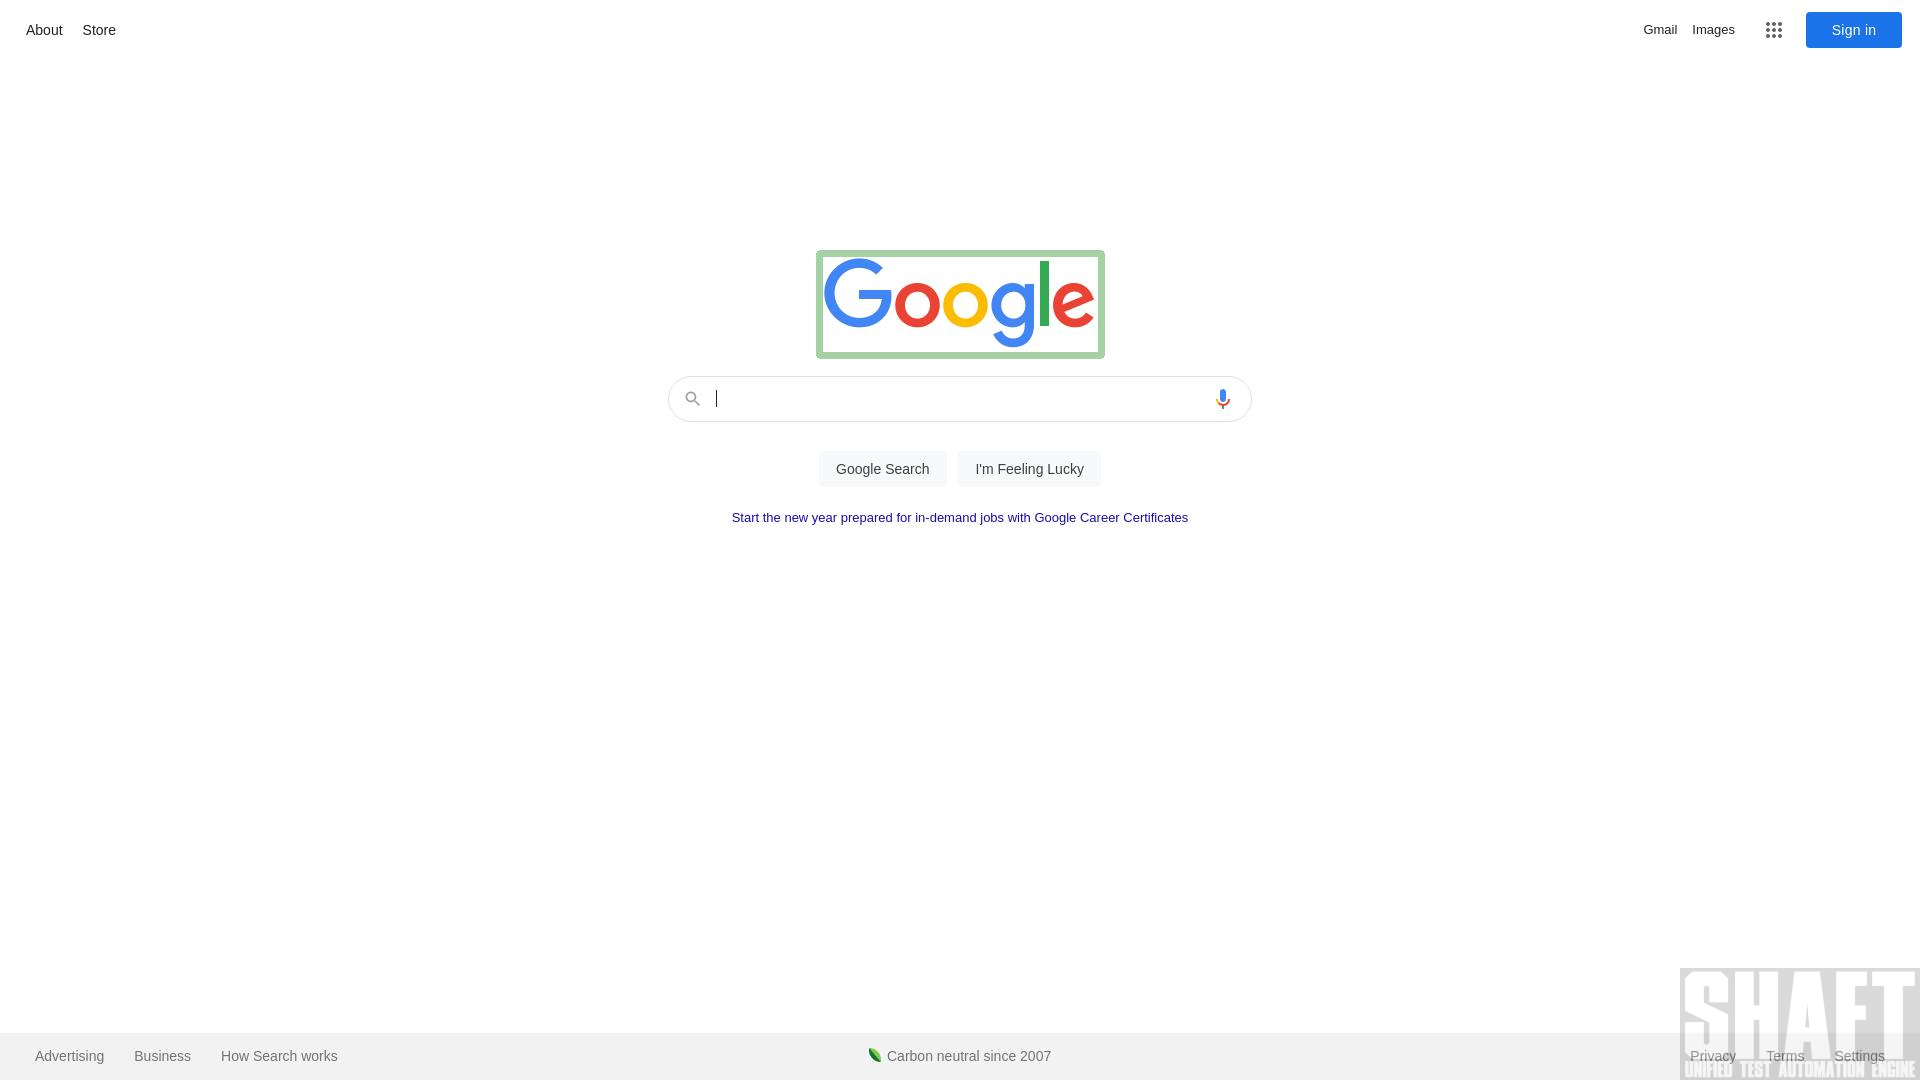 About Store Gmail Images Sign in
Google
Google Search I'm Feeling Lucky
Start the new year prepared for in-demand jobs with Google Career Certificates
SHAFT
Advertising Business How Search works Carbon neutral since 2007 Privacy Terms Settings
UNIFIED TEST AUTOMATION ENGINE